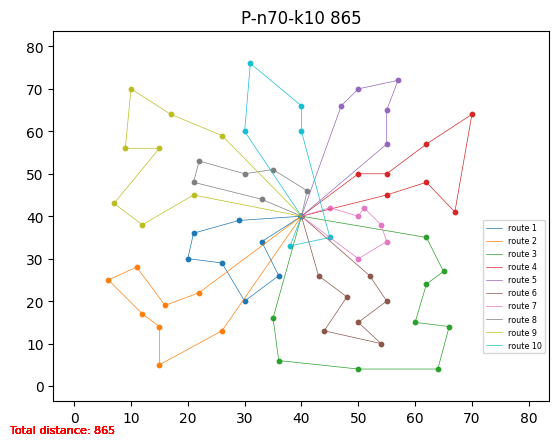 P-n70-k10 865
80
70
60
50
40
30
20
10
0
0 10 20 30 40 50 60 70 80
route 1
route 2
route 3
route 4
route 5
route 6
route 7
route 8
route 9
route 10
Total distance: 865